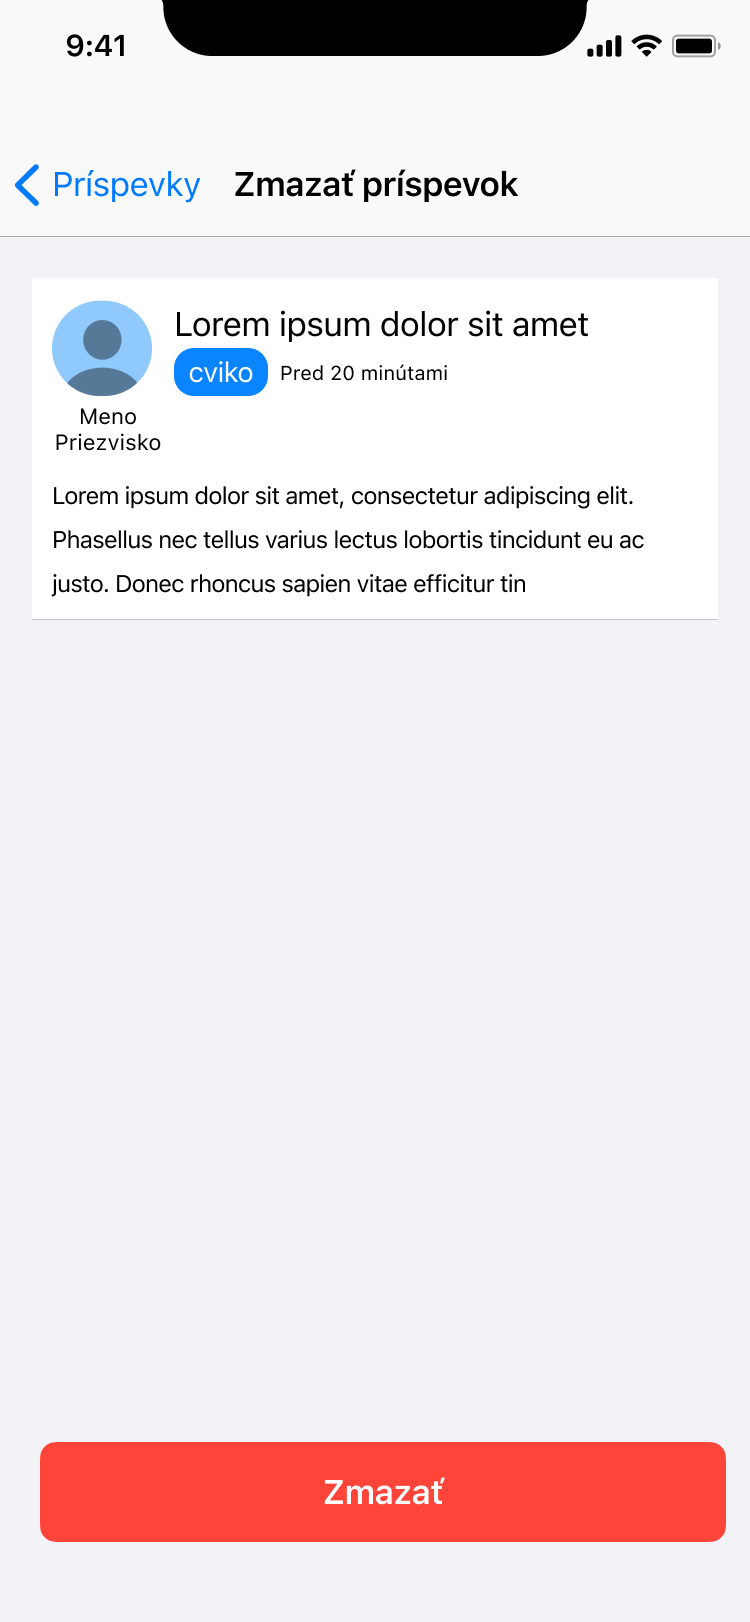 9:41
Príspevky
Zmazať príspevok
Lorem ipsum dolor sit amet
cviko
Pred 20 minútami
Meno
Priezvisko
Lorem ipsum dolor sit amet, consectetur adipiscing elit.
Phasellus nec tellus varius lectus lobortis tincidunt eu ac
justo. Donec rhoncus sapien vitae efficitur tin
Zmazať